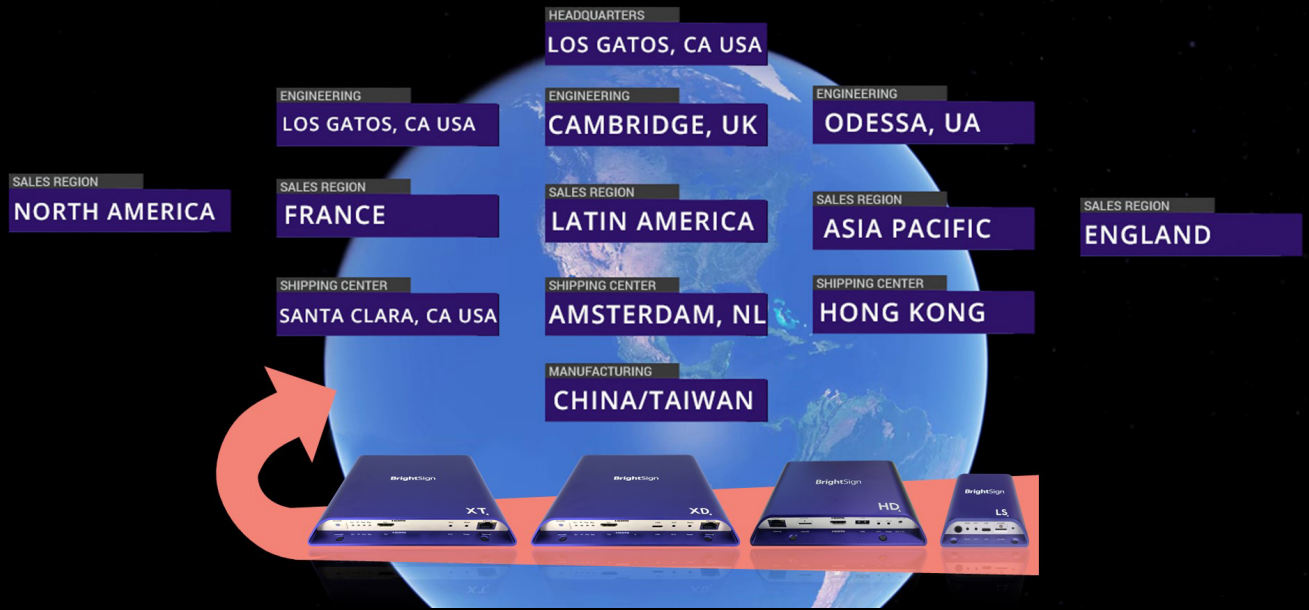 HEADQUARTERS
LOS GATOS, CA USA
ENGINEERING
LOS GATOS, CA USA
ENGINEERING
CAMBRIDGE, UK
ENGINEERING
ODESSA, UA
SALES REGION
NORTH AMERICA
SALES REGION
FRANCE
SALES REGION
LATIN AMERICA
SALES REGION
ASIA PACIFIC
SALES REGION
ENGLAND
SHIPPING CENTER
SANTA CLARA, CA USA
SHIPPING CENTER
AMSTERDAM, NL
SHIPPING CENTER
HONG KONG
MANUFACTURING
CHINA/TAIWAN
BrightSign
XT
BrightSign
XD
BrightSign
HD
BrightSign
LS